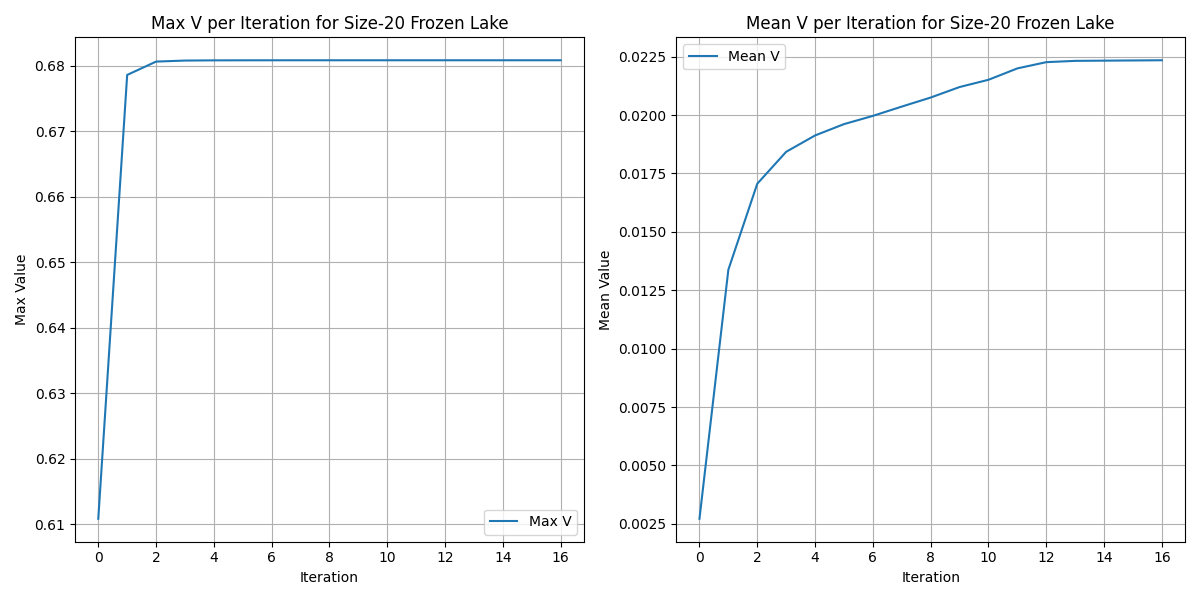 Max V per Iteration for Size-20 Frozen Lake
Max Value
0.68
0.67
0.66
0.65
0.64
0.63
0.62
0.61
Max V
0 2 4 6 8 10 12 14 16
Iteration
Mean V per Iteration for Size-20 Frozen Lake
Mean Value
Mean V
0.0225
0.0200
0.0175
0.0150
0.0125
0.0100
0.0075
0.0050
0.0025
0 2 4 6 8 10 12 14 16
Iteration